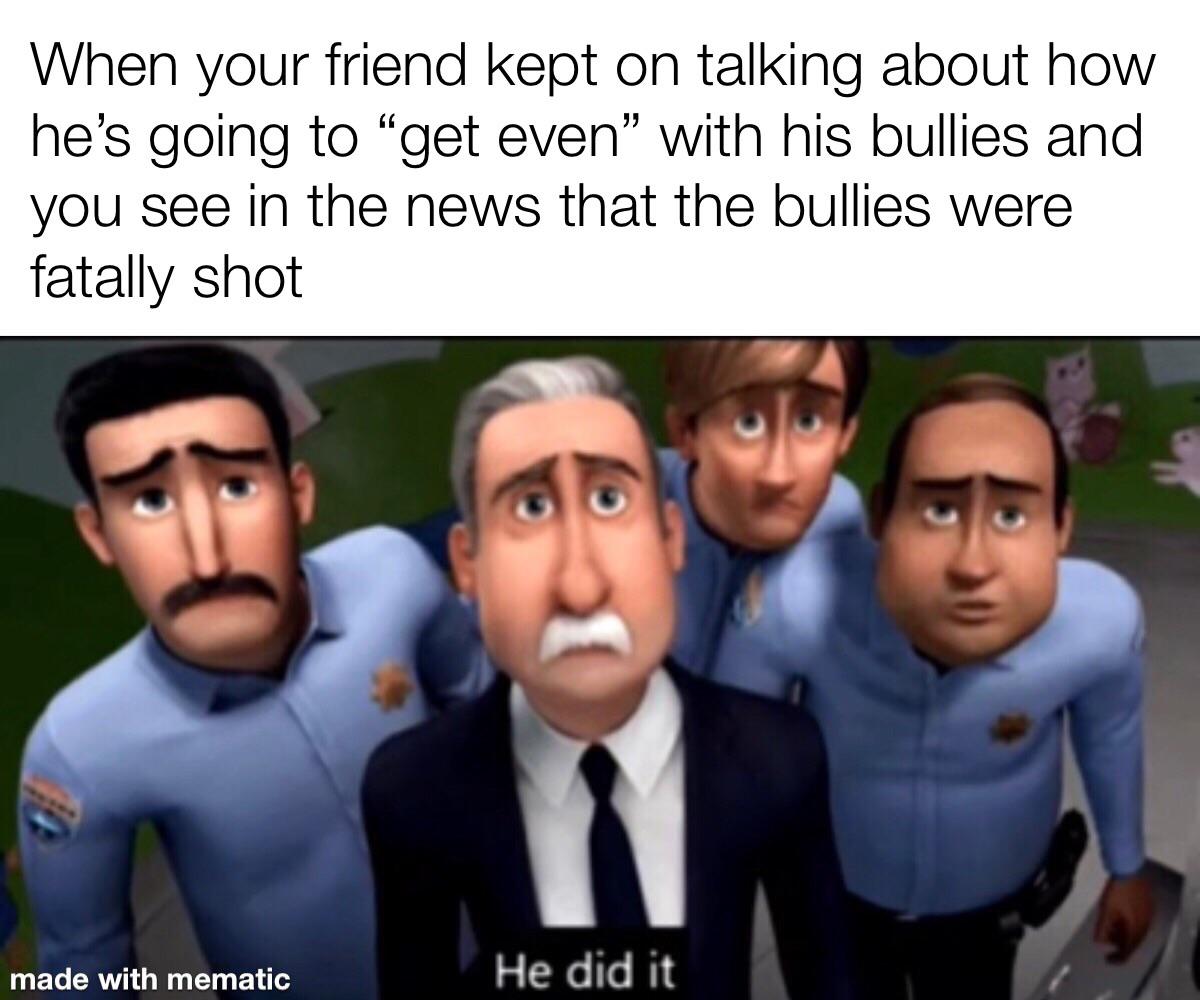 When your friend kept on talking about how
he’s going to “get even” with his bullies and
you see in the news that the bullies were
fatally shot
He did it
made with mematic